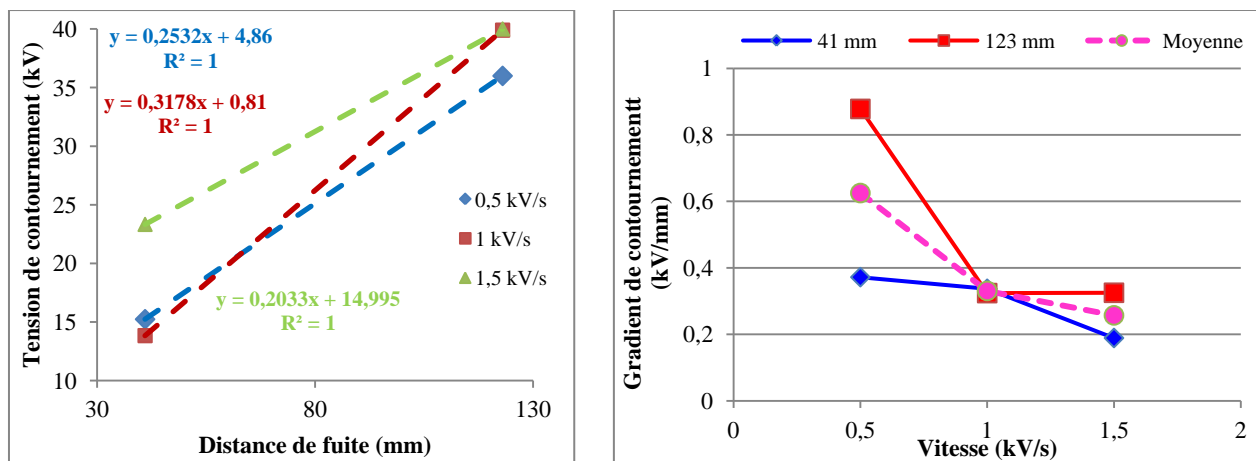 y = 0,2532x + 4,86
R² = 1
y = 0,3178x + 0,81
R² = 1
y = 0,2033x + 14,995
R² = 1
0,5 kV/s
1 kV/s
1,5 kV/s
Tension de contournement (kV)
40
35
30
25
20
15
10
30
80
130
Distance de fuite (mm)
41 mm
123 mm
Moyenne
Gradient de contournementt
(kV/mm)
1
0,8
0,6
0,4
0,2
0
0
0,5
1
1,5
2
Vitesse (kV/s)